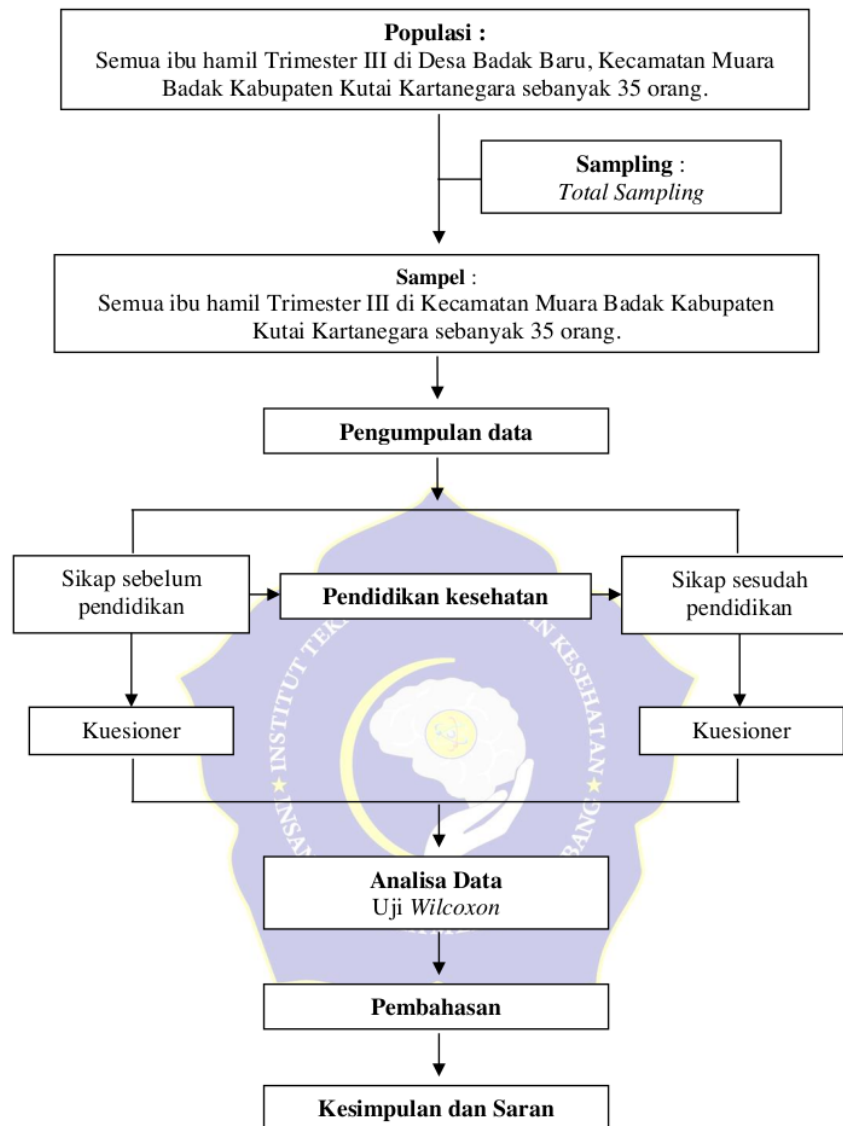 Populasi :
Semua ibu hamil Trimester III di Desa Badak Baru, Kecamatan Muara
Badak Kabupaten Kutai Kartanegara sebanyak 35 orang.
Sampling :
Total Sampling
Sampel :
Semua ibu hamil Trimester III di Kecamatan Muara Badak Kabupaten
Kutai Kartanegara sebanyak 35 orang.
Pengumpulan data
Sikap sebelum
pendidikan
Pendidikan kesehatan
Sikap sesudah
pendidikan
Kuesioner
Kuesioner
INSTITUT
KESEHATAN
Analisa Data
Uji Wilcoxon
Pembahasan
Kesimpulan dan Saran